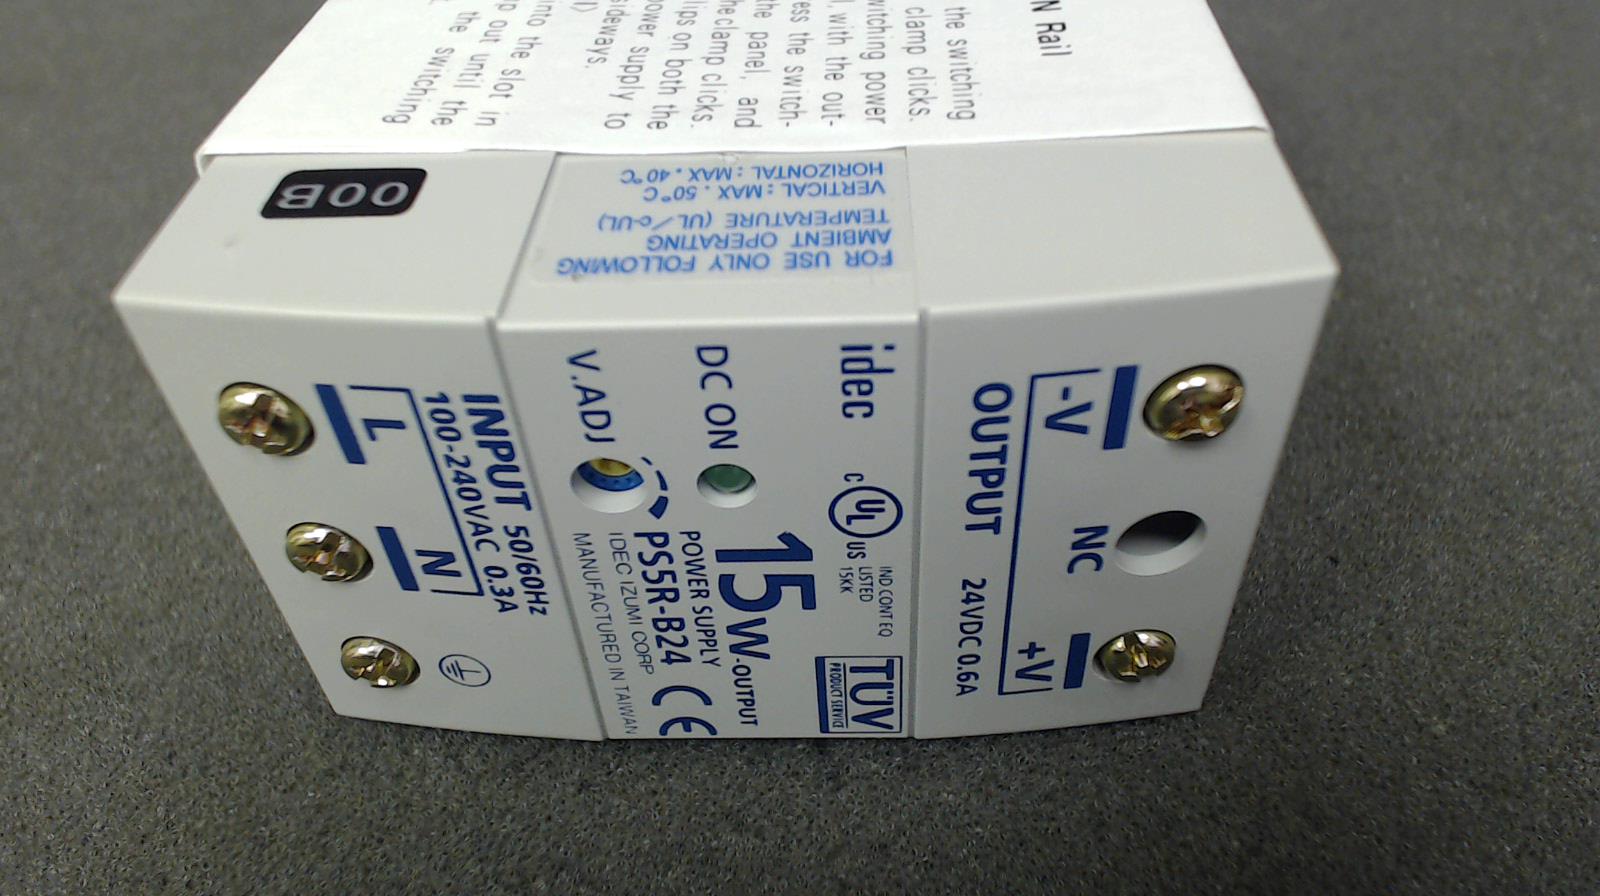 N Rail
the switching
clamp clicks.
witching power
l, with the out-
ess the switch-
the panel, and
he clamp clicks.
lips on both the
power supply to
sideways.
into the slot in
p out until the
the switching
00B
FOR USE ONLY FOLLOWING
AMBIENT OPERATING
TEMPERATURE (UL/c-UL)
VERTICAL : MAX. 50°C
HORIZONTAL : MAX. 40°C
-V
NC
+V
OUTPUT 24VDC 0.6A
idec
C UL US
IND.CONT.EQ
LISTED
15KK
TÜV
PRODUCT SERVICE
DC ON
15W-OUTPUT
POWER SUPPLY
V.ADJ
PS5R-B24
CE
IDEC IZUMI CORP
MANUFACTURED IN TAIWAN
INPUT 50/60Hz
100-240VAC 0.3A
L
N